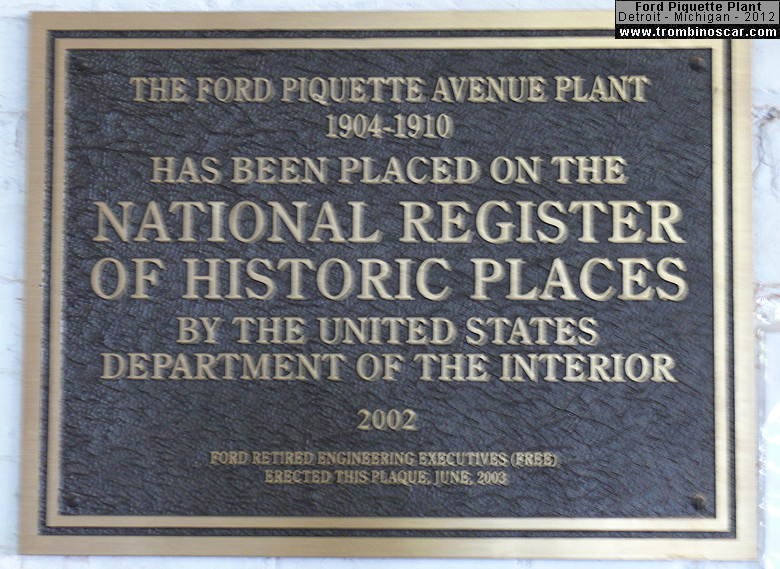 Ford Piquette Plant
Detroit - Michigan - 2012
www.trombinoscar.com
THE FORD PIQUETTE AVENUE PLANT
1904-1910
HAS BEEN PLACED ON THE
NATIONAL REGISTER
OF HISTORIC PLACES
BY THE UNITED STATES
DEPARTMENT OF THE INTERIOR
2002
FORD RETIRED ENGINEERING EXECUTIVES (FREE)
ERECTED THIS PLAQUE, JUNE, 2003